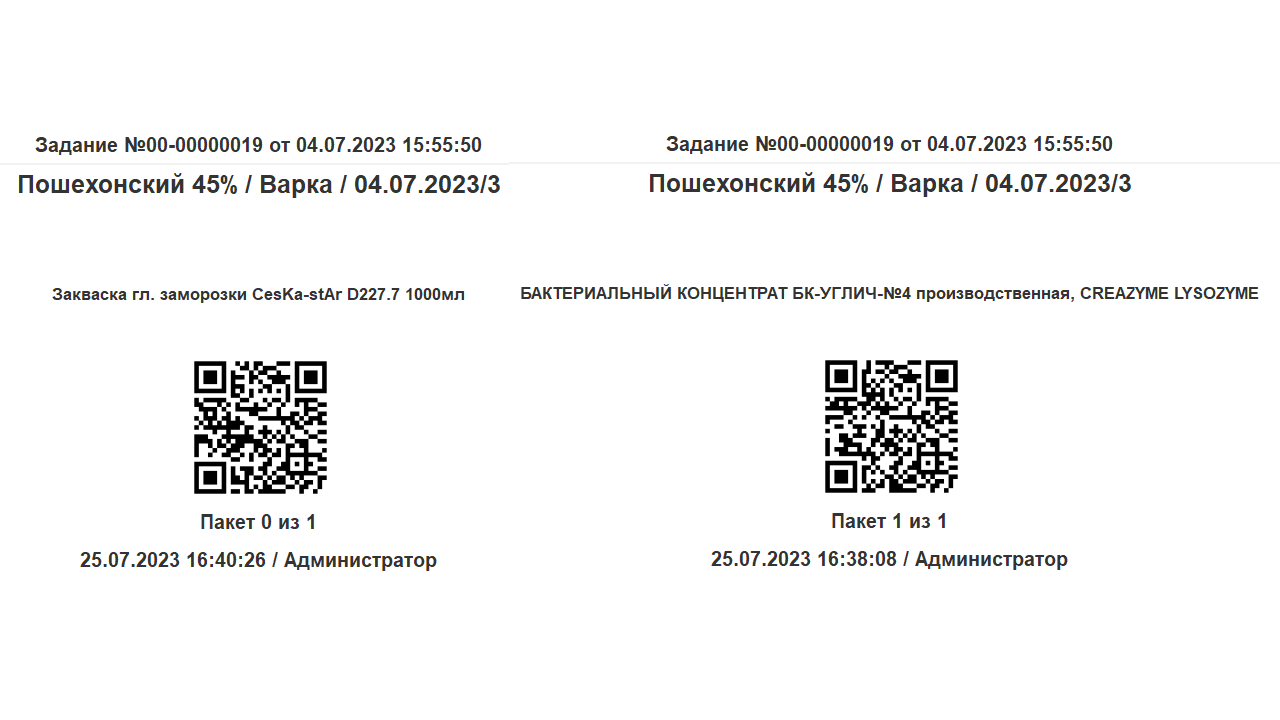 Задание №00-00000019 от 04.07.2023 15:55:50
Пошехонский 45% / Варка / 04.07.2023/3
Закваска гл. заморозки CesKa-stAr D227.7 1000мл
Пакет 0 из 1
25.07.2023 16:40:26 / Администратор
Задание №00-00000019 от 04.07.2023 15:55:50
Пошехонский 45% / Варка / 04.07.2023/3
БАКТЕРИАЛЬНЫЙ КОНЦЕНТРАТ БК-УГЛИЧ-№4 производственная, CREAZYME LYSOZYME
Пакет 1 из 1
25.07.2023 16:38:08 / Администратор